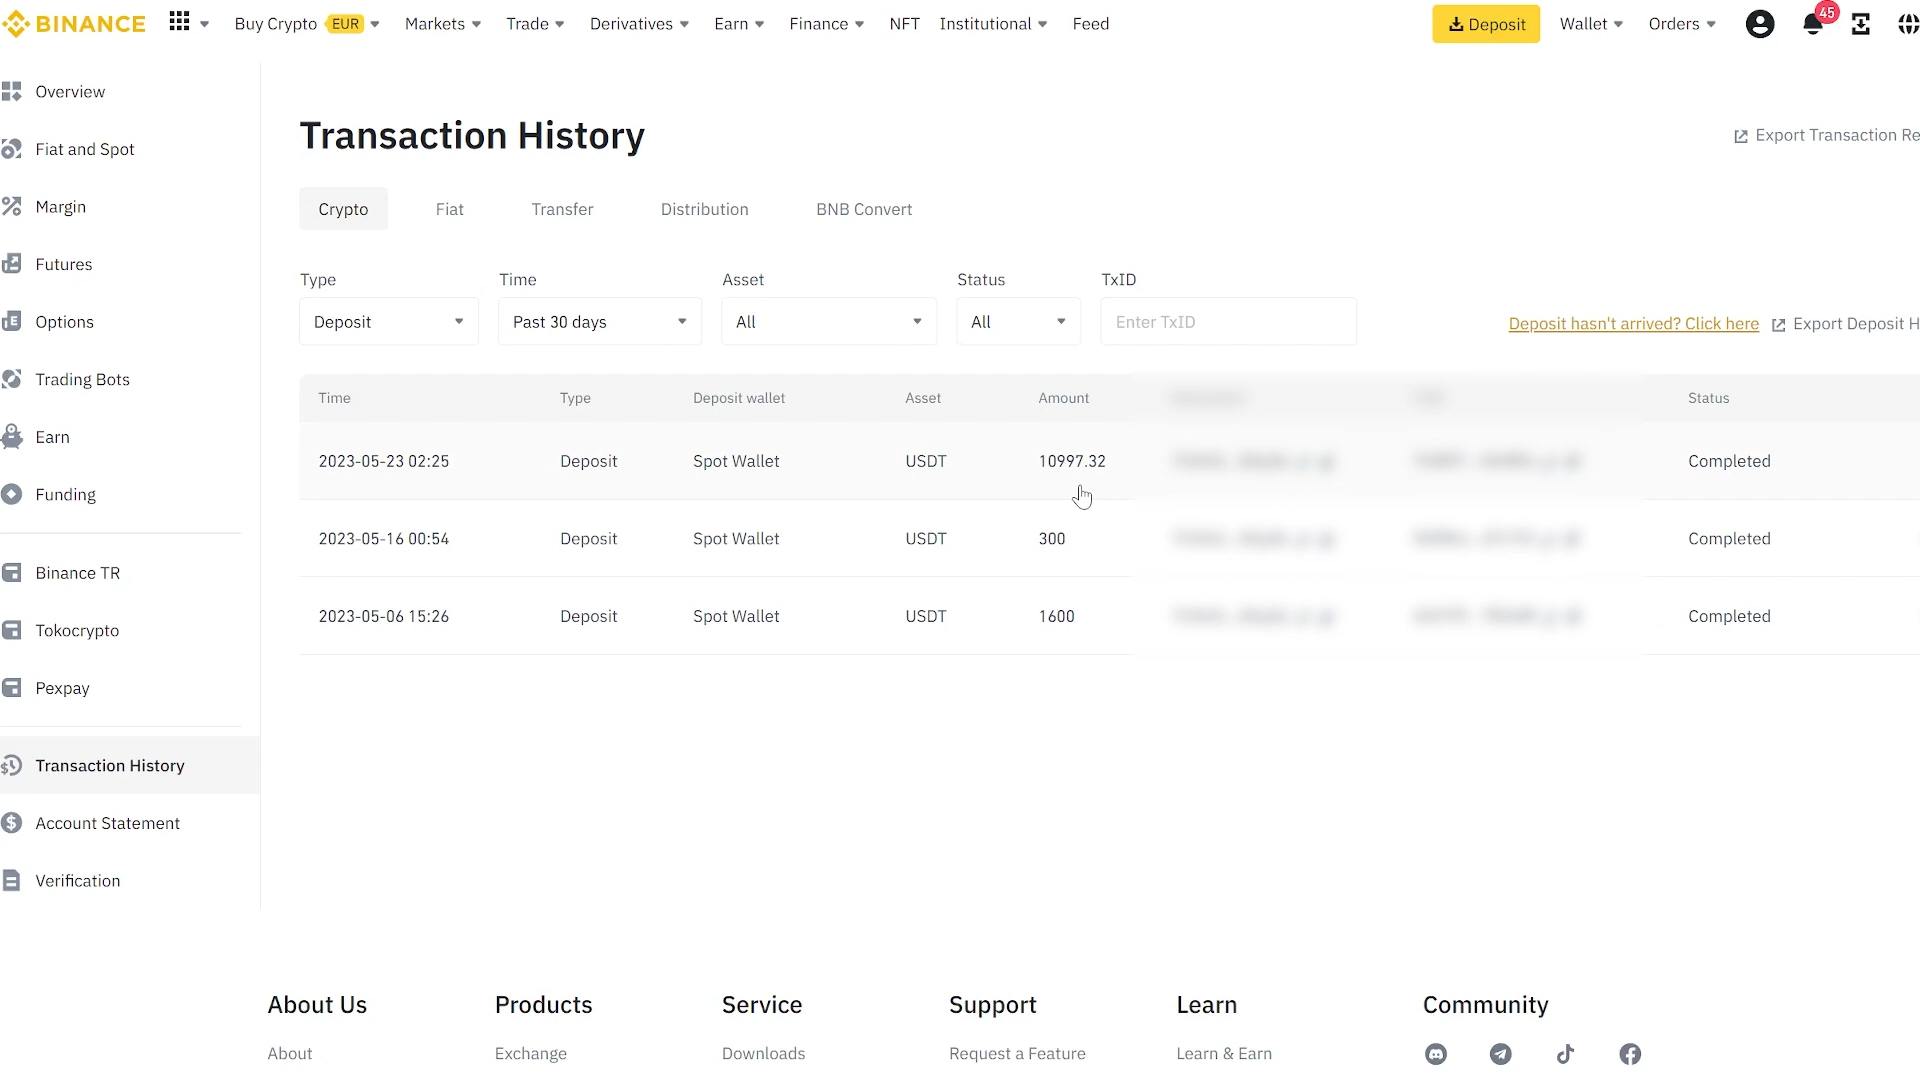 BINANCE
Buy Crypto EUR Markets Trade Derivatives Earn Finance NFT Institutional Feed Deposit Wallet Orders 45
Overview
Fiat and Spot
Margin
Futures
Options
Trading Bots
Earn
Funding
Binance TR
Tokocrypto
Pexpay
Transaction History
Account Statement
Verification
Transaction History
Export Transaction Re
Crypto Fiat Transfer Distribution BNB Convert
Type Time Asset Status TxID
Deposit Past 30 days All All Enter TxID
Deposit hasn't arrived? Click here Export Deposit H
Time Type Deposit wallet Asset Amount Status
2023-05-23 02:25 Deposit Spot Wallet USDT 10997.32 Completed
2023-05-16 00:54 Deposit Spot Wallet USDT 300 Completed
2023-05-06 15:26 Deposit Spot Wallet USDT 1600 Completed
About Us Products Service Support Learn Community
About Exchange Downloads Request a Feature Learn & Earn